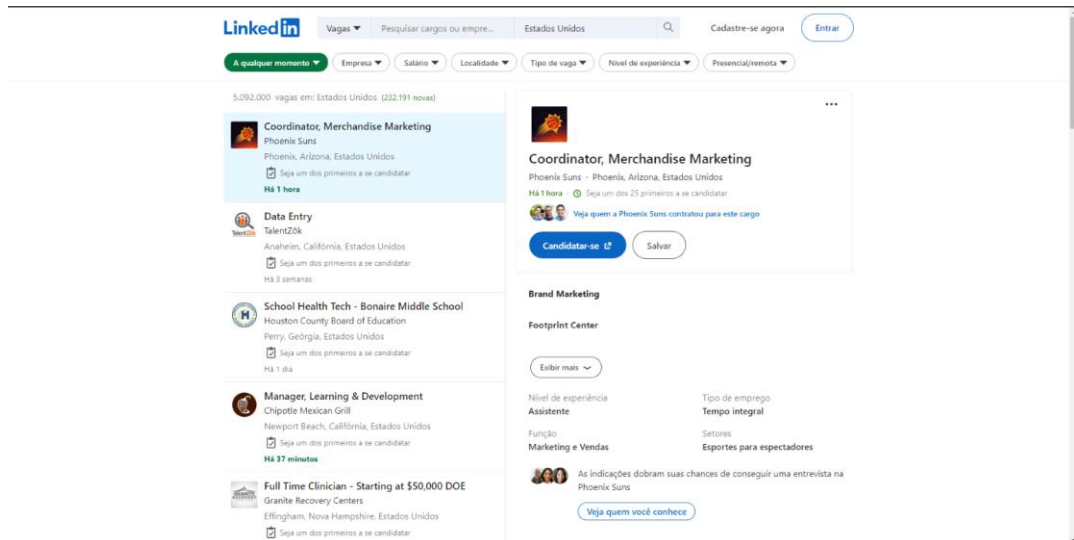 Linked in
Vagas
Pesquisar cargos ou empre...
Estados Unidos
Cadastre-se agora
Entrar
A qualquer momento
Empresa
Salário
Localidade
Tipo de vaga
Nível de experiência
Presencial/remota
5.092.000 vagas em: Estados Unidos (232.191 novas)
Coordinator, Merchandise Marketing
Phoenix Suns
Phoenix, Arizona, Estados Unidos
Seja um dos primeiros a se candidatar
Há 1 hora
Data Entry
TalentZök
Anaheim, Califórnia, Estados Unidos
Seja um dos primeiros a se candidatar
Há 3 semanas
School Health Tech - Bonaire Middle School
Houston County Board of Education
Perry, Geórgia, Estados Unidos
Seja um dos primeiros a se candidatar
Há 1 dia
Manager, Learning & Development
Chipotle Mexican Grill
Newport Beach, Califórnia, Estados Unidos
Seja um dos primeiros a se candidatar
Há 37 minutos
Full Time Clinician - Starting at $50,000 DOE
Granite Recovery Centers
Effingham, Nova Hampshire, Estados Unidos
Seja um dos primeiros a se candidatar
Coordinator, Merchandise Marketing
Phoenix Suns - Phoenix, Arizona, Estados Unidos
Há 1 hora · Seja um dos 25 primeiros a se candidatar
Veja quem a Phoenix Suns contratou para este cargo
Candidatar-se
Salvar
Brand Marketing
Footprint Center
Exibir mais
Nível de experiência
Assistente
Tipo de emprego
Tempo integral
Função
Marketing e Vendas
Setores
Esportes para espectadores
As indicações dobram suas chances de conseguir uma entrevista na
Phoenix Suns
Veja quem você conhece